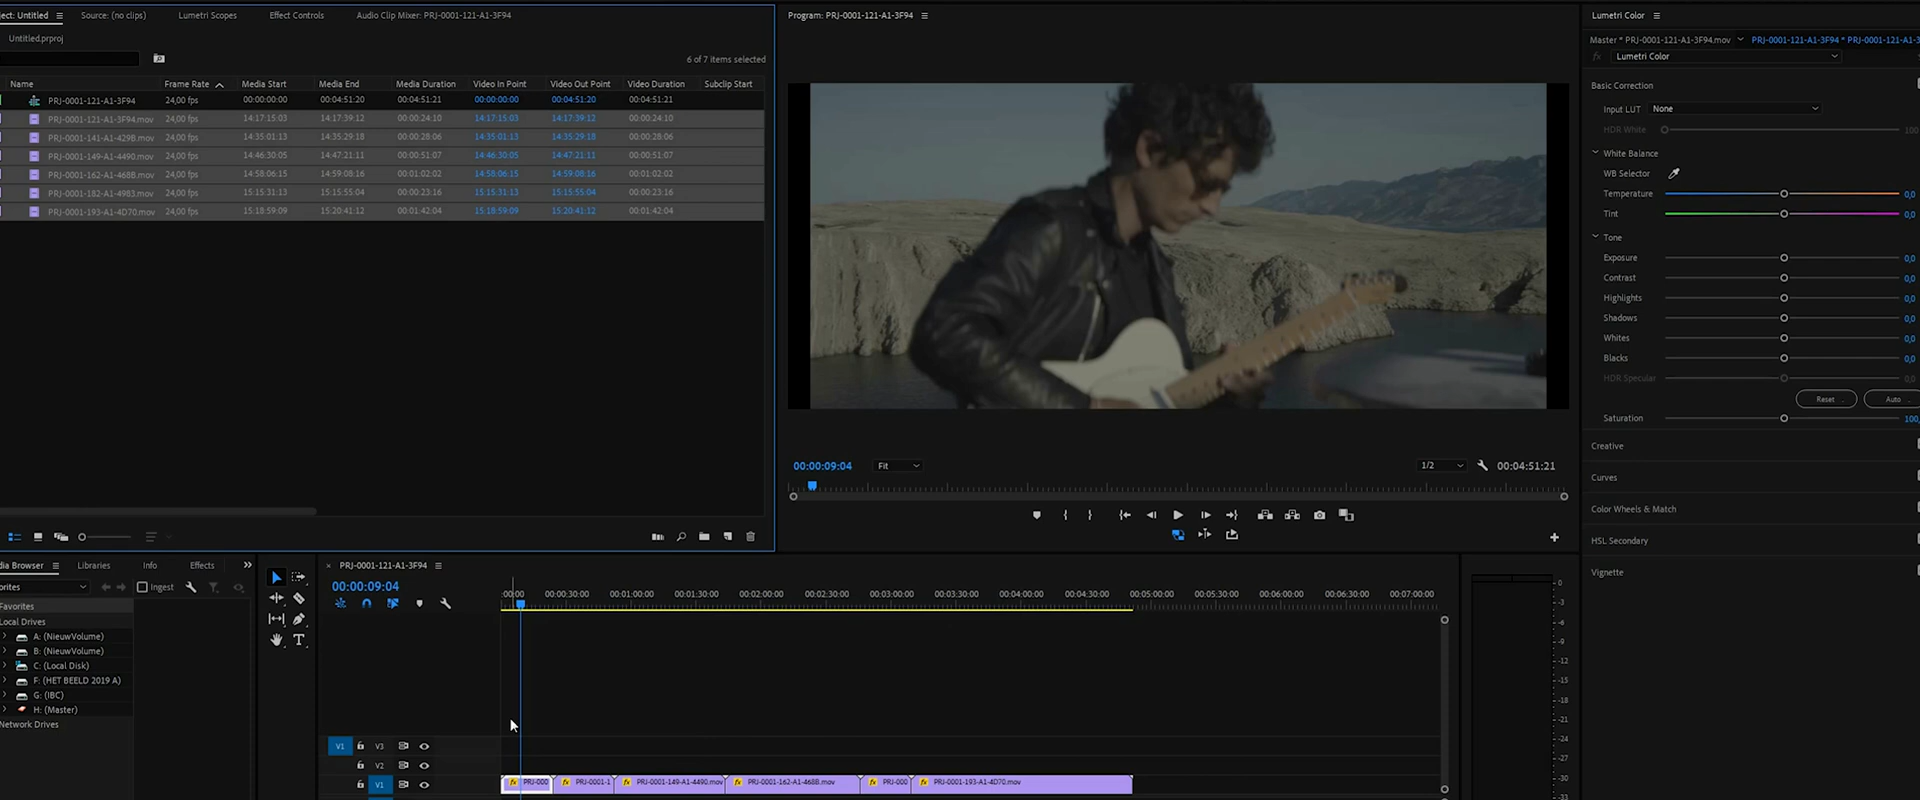 ject: Untitled
Source: (no clips)
Lumetri Scopes
Effect Controls
Audio Clip Mixer: PRJ-0001-121-A1-3F94
Untitled.prproj
6 of 7 items selected
Name Frame Rate Media Start Media End Media Duration Video In Point Video Out Point Video Duration Subclip Start
PRJ-0001-121-A1-3F94 24,00 fps 00:00:00:00 00:04:51:20 00:04:51:21 00:00:00:00 00:04:51:20 00:04:51:21
PRJ-0001-121-A1-3F94.mov 24,00 fps 14:17:15:03 14:17:39:12 00:00:24:10 14:17:15:03 14:17:39:12 00:00:24:10
PRJ-0001-141-A1-429B.mov 24,00 fps 14:35:01:13 14:35:29:18 00:00:28:06 14:35:01:13 14:35:29:18 00:00:28:06
PRJ-0001-149-A1-4490.mov 24,00 fps 14:46:30:05 14:47:21:11 00:00:51:07 14:46:30:05 14:47:21:11 00:00:51:07
PRJ-0001-162-A1-468B.mov 24,00 fps 14:58:06:15 14:59:08:16 00:01:02:02 14:58:06:15 14:59:08:16 00:01:02:02
PRJ-0001-182-A1-4983.mov 24,00 fps 15:15:31:13 15:15:55:04 00:00:23:16 15:15:31:13 15:15:55:04 00:00:23:16
PRJ-0001-193-A1-4D70.mov 24,00 fps 15:18:59:09 15:20:41:12 00:01:42:04 15:18:59:09 15:20:41:12 00:01:42:04
Program: PRJ-0001-121-A1-3F94
00:00:09:04 Fit 1/2 00:04:51:21
Lumetri Color
Master * PRJ-0001-121-A1-3F94.mov PRJ-0001-121-A1-3F94 * PRJ-0001-121-A1-3
fx Lumetri Color
Basic Correction
Input LUT None
HDR White 100
White Balance
WB Selector
Temperature 0,0
Tint 0,0
Tone
Exposure 0,0
Contrast 0,0
Highlights 0,0
Shadows 0,0
Whites 0,0
Blacks 0,0
HDR Specular 0,0
Reset Auto
Saturation 100,
Creative
Curves
Color Wheels & Match
HSL Secondary
Vignette
dia Browser
Libraries
Info
Effects
orites
Ingest
Favorites
Local Drives
A: (NieuwVolume)
B: (NieuwVolume)
C: (Local Disk)
F: (HET BEELD 2019 A)
G: (IBC)
H: (Master)
Network Drives
PRJ-0001-121-A1-3F94
00:00:09:04
:00:00 00:00:30:00 00:01:00:00 00:01:30:00 00:02:00:00 00:02:30:00 00:03:00:00 00:03:30:00 00:04:00:00 00:04:30:00 00:05:00:00 00:05:30:00 00:06:00:00 00:06:30:00 00:07:00:00
V1 V3
V2
V1
fx PRJ-000 fx PRJ-0001-1 fx PRJ-0001-149-A1-4490.mov fx PRJ-0001-162-A1-468B.mov fx PRJ-000 fx PRJ-0001-193-A1-4D70.mov
0
-3
-6
-9
-12
-15
-18
-21
-24
-27
-30
-33